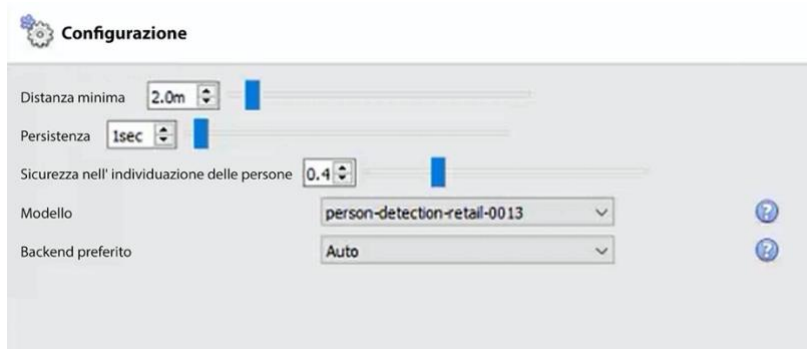 Configurazione
Distanza minima 2.0m
Persistenza 1sec
Sicurezza nell' individuazione delle persone 0.4
Modello person-detection-retail-0013
Backend preferito Auto